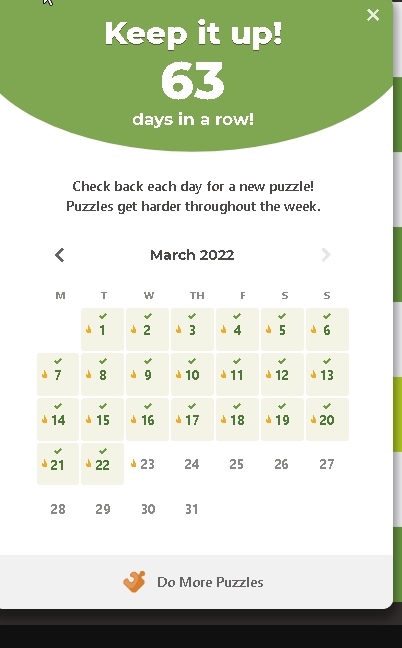 Keep it up!
63
days in a row!
Check back each day for a new puzzle!
Puzzles get harder throughout the week.
March 2022
M T W TH F S S
1 2 3 4 5 6
7 8 9 10 11 12 13
14 15 16 17 18 19 20
21 22 23 24 25 26 27
28 29 30 31
Do More Puzzles